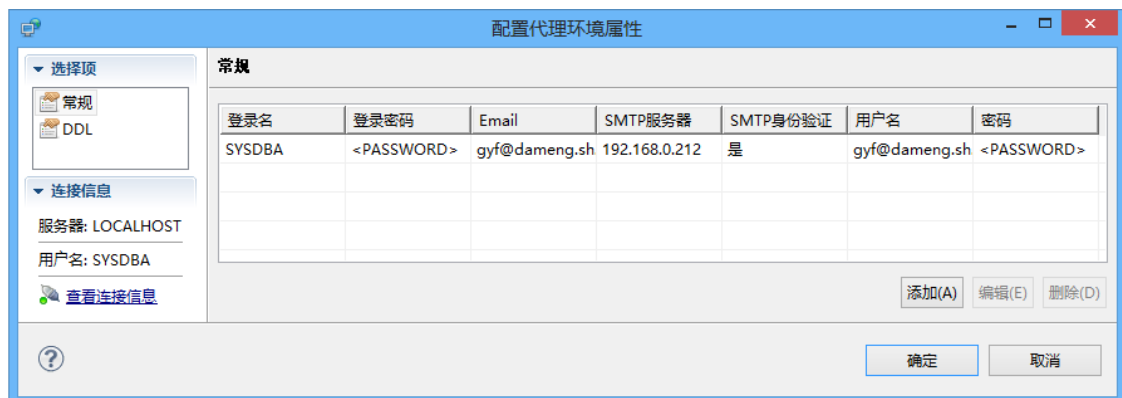 配置代理环境属性
选择项
常规
DDL
连接信息
服务器: LOCALHOST
用户名: SYSDBA
查看连接信息
常规
登录名 登录密码 Email SMTP服务器 SMTP身份验证 用户名 密码
SYSDBA <PASSWORD> gyf@dameng.sh 192.168.0.212 是 gyf@dameng.sh <PASSWORD>
添加(A) 编辑(E) 删除(D)
确定 取消